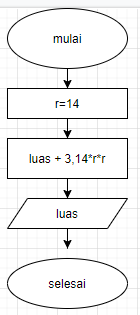 mulai
r=14
luas + 3,14*r*r
luas
selesai